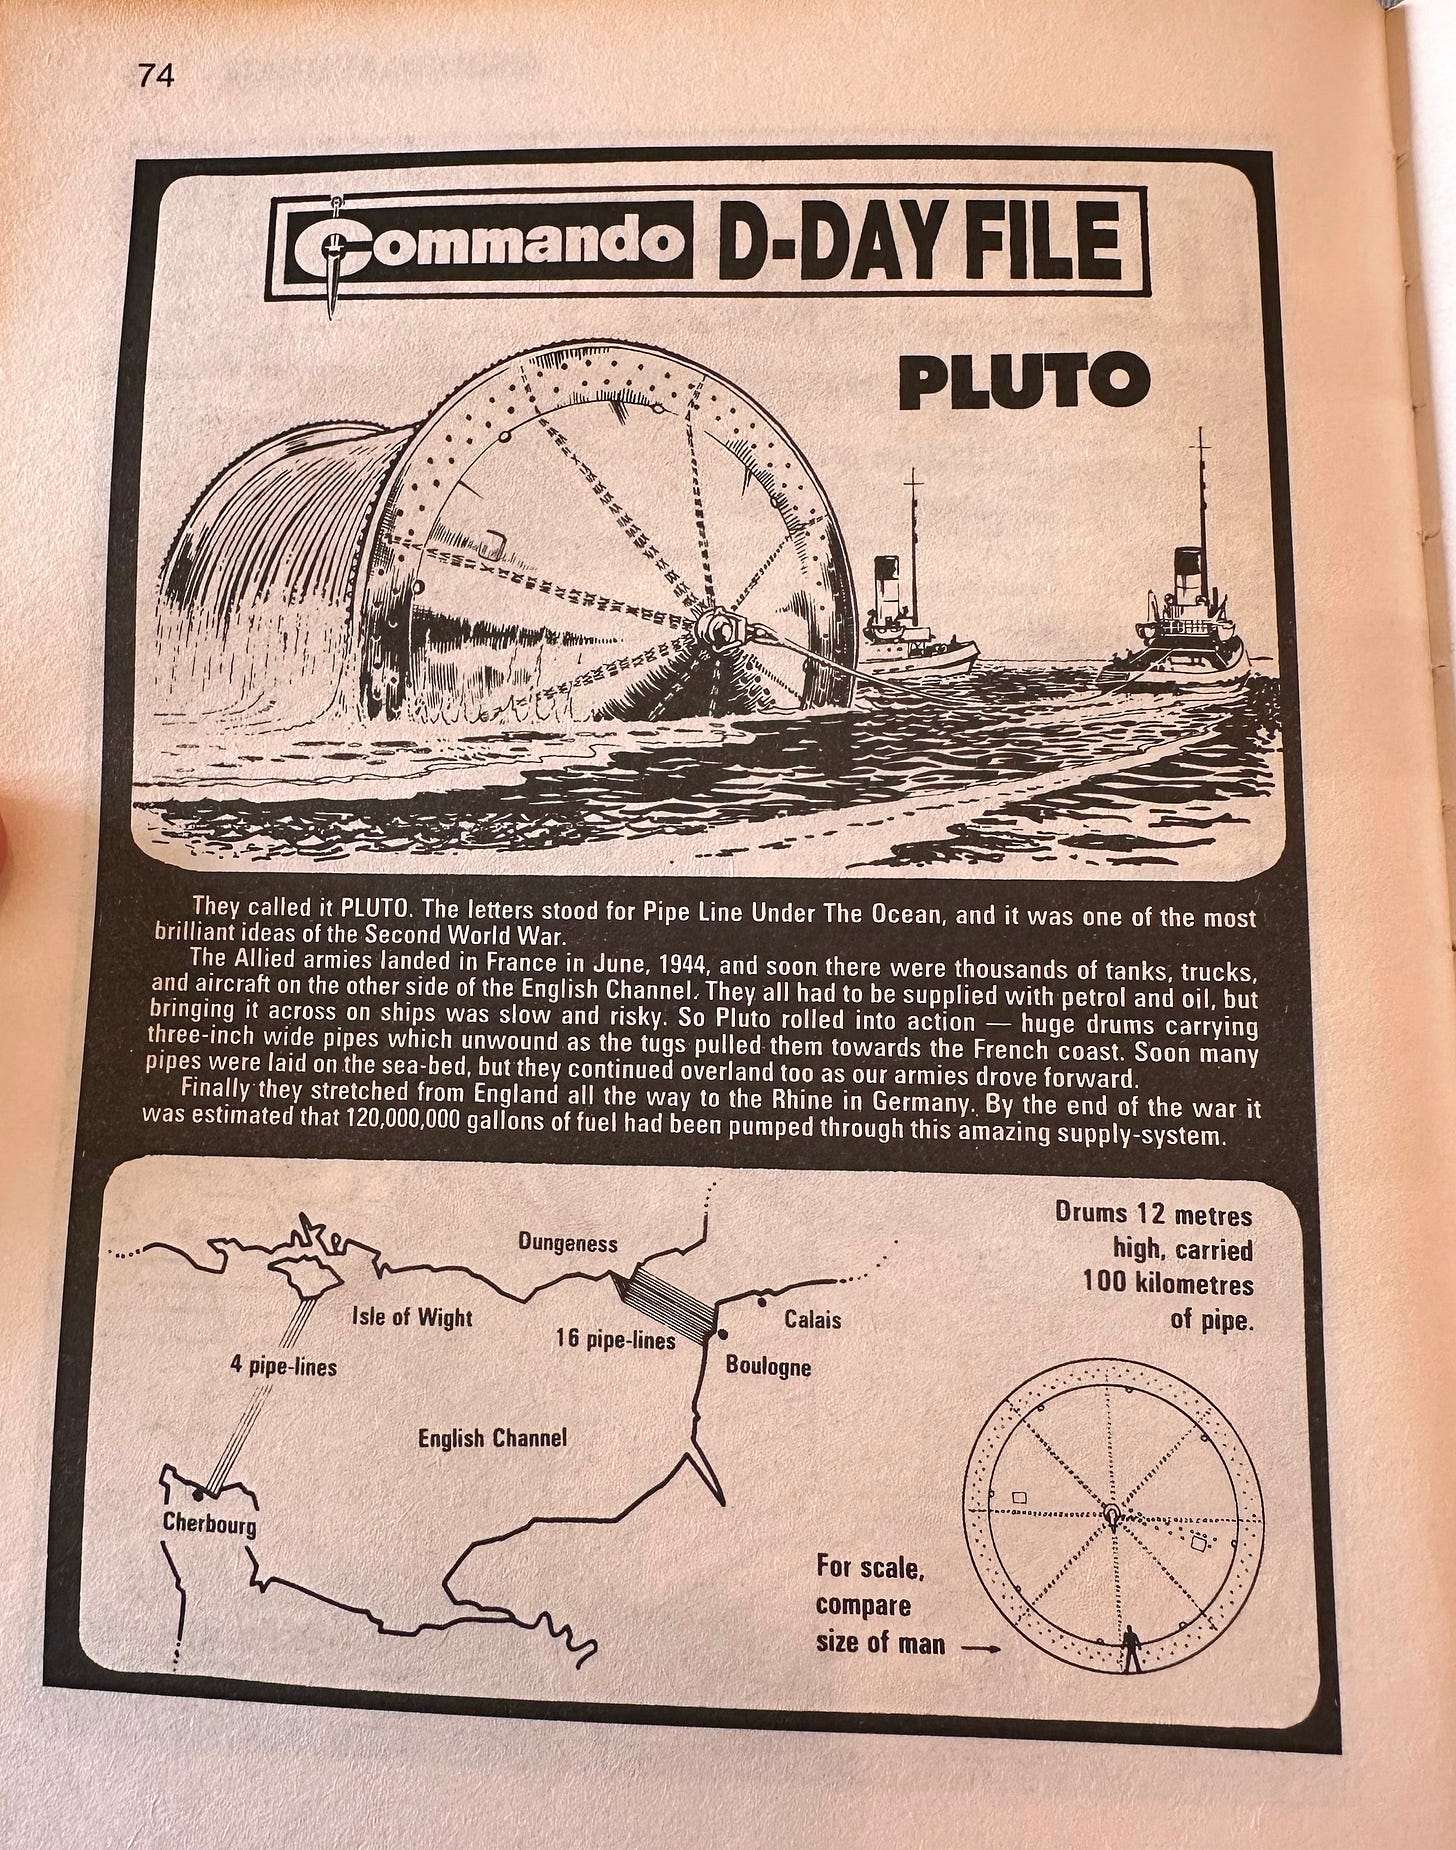 74
Commando D-DAY FILE
PLUTO
They called it PLUTO. The letters stood for Pipe Line Under The Ocean, and it was one of the most
brilliant ideas of the Second World War.
The Allied armies landed in France in June, 1944, and soon there were thousands of tanks, trucks,
and aircraft on the other side of the English Channel. They all had to be supplied with petrol and oil, but
bringing it across on ships was slow and risky. So Pluto rolled into action — huge drums carrying
three-inch wide pipes which unwound as the tugs pulled them towards the French coast. Soon many
pipes were laid on the sea-bed, but they continued overland too as our armies drove forward.
Finally they stretched from England all the way to the Rhine in Germany. By the end of the war it
was estimated that 120,000,000 gallons of fuel had been pumped through this amazing supply-system.
Dungeness
Isle of Wight
4 pipe-lines
16 pipe-lines
Calais
Boulogne
English Channel
Cherbourg
Drums 12 metres
high, carried
100 kilometres
of pipe.
For scale,
compare
size of man